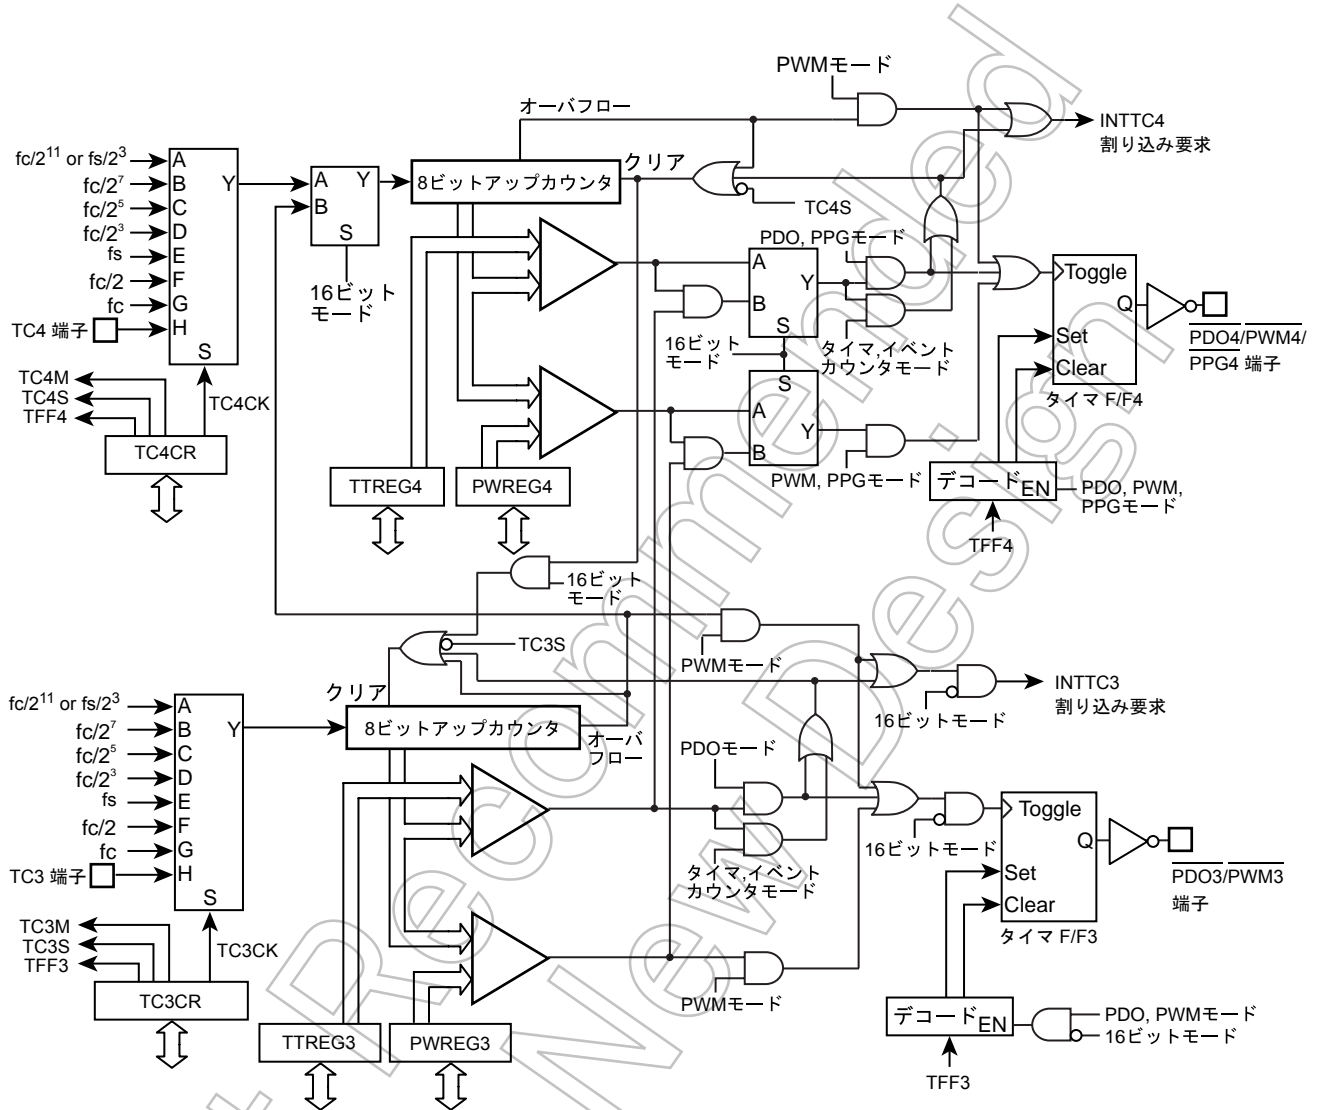 PWMモード
オーバフロー
INTTC4
割り込み要求
クリア
fc/2¹¹ or fs/2³
fc/2⁷
fc/2⁵
fc/2³
fs
fc/2
fc
TC4 端子
A
B
C
D
E
F
G
H
Y
S
A
B
Y
S
16ビット
モード
8ビットアップカウンタ
TC4S
PDO, PPGモード
A
B
Y
S
16ビット
モード
タイマ,イベント
カウンタモード
S
A
B
Y
PWM, PPGモード
Toggle
Q
Set
Clear
タイマ F/F4
PDO4/PWM4/
PPG4 端子
TC4M
TC4S
TFF4
TC4CK
TC4CR
TTREG4
PWREG4
デコード EN
PDO, PWM,
PPGモード
TFF4
16ビット
モード
TC3S
PWMモード
INTTC3
割り込み要求
16ビットモード
クリア
fc/2¹¹ or fs/2³
fc/2⁷
fc/2⁵
fc/2³
fs
fc/2
fc
TC3 端子
A
B
C
D
E
F
G
H
Y
S
8ビットアップカウンタ
オーバ
フロー
PDOモード
タイマ,イベント
カウンタモード
16ビットモード
Toggle
Q
Set
Clear
タイマ F/F3
PDO3/PWM3
端子
TC3M
TC3S
TFF3
TC3CK
TC3CR
PWMモード
TTREG3
PWREG3
デコード EN
PDO, PWMモード
16ビットモード
TFF3
Not Recommended
New Design